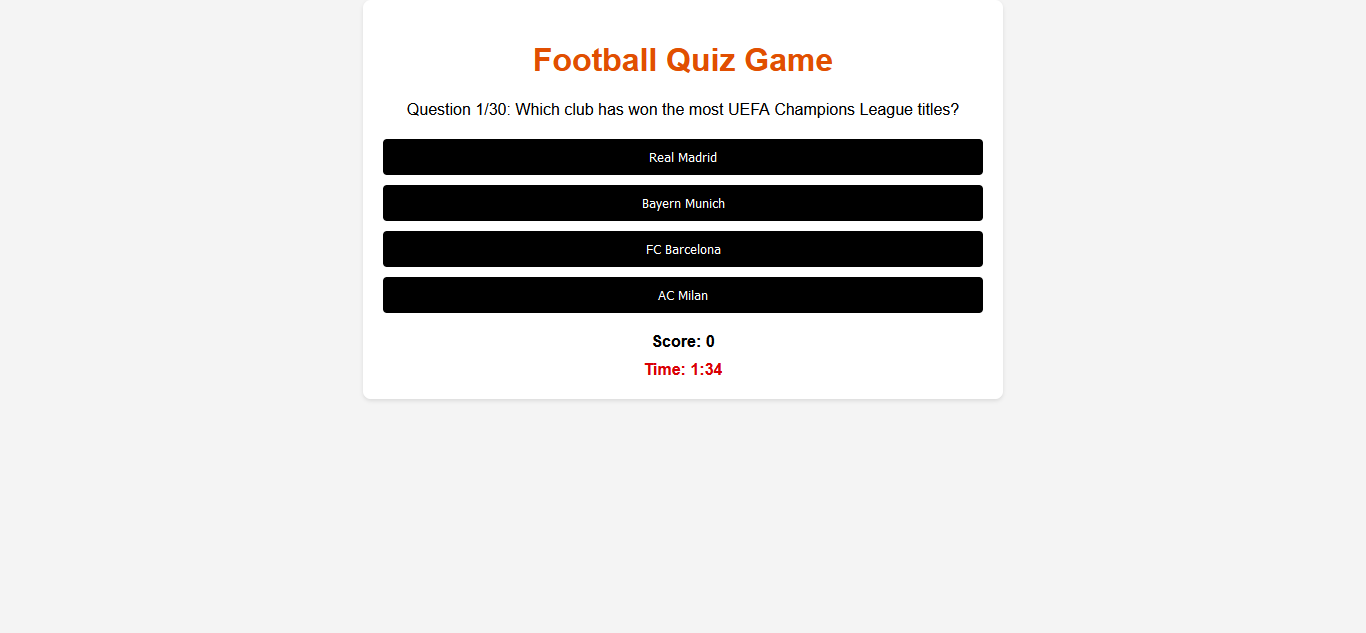 Football Quiz Game
Question 1/30: Which club has won the most UEFA Champions League titles?
Real Madrid
Bayern Munich
FC Barcelona
AC Milan
Score: 0
Time: 1:34